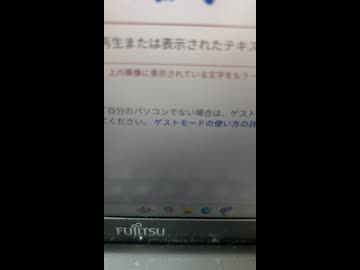 再生または表示されたテキス
上の画像に表示されている文字をもう一
自分のパソコンでない場合は、ゲスト
てください。ゲストモードの使い方の詳
FUJITSU